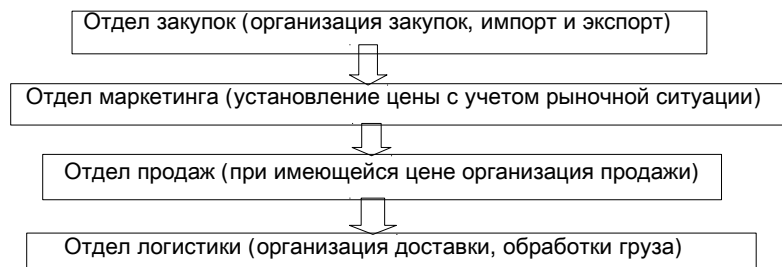 Отдел закупок (организация закупок, импорт и экспорт)
Отдел маркетинга (установление цены с учетом рыночной ситуации)
Отдел продаж (при имеющейся цене организация продажи)
Отдел логистики (организация доставки, обработки груза)